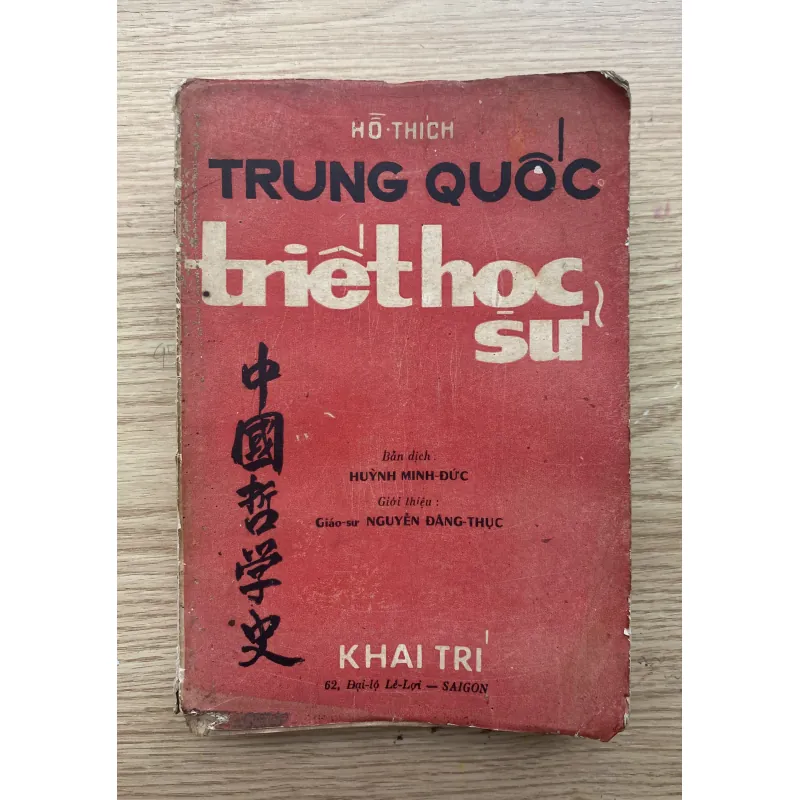 HỒ·THÍCH
TRUNG QUỐC
triết học
sử
中
國
哲
学
史
Bản dịch :
HUỲNH MINH-ĐỨC
Giới thiệu :
Giáo-sư NGUYỄN ĐĂNG-THỤC
KHAI TRÍ
62, Đại-lộ Lê-Lợi — SAIGON